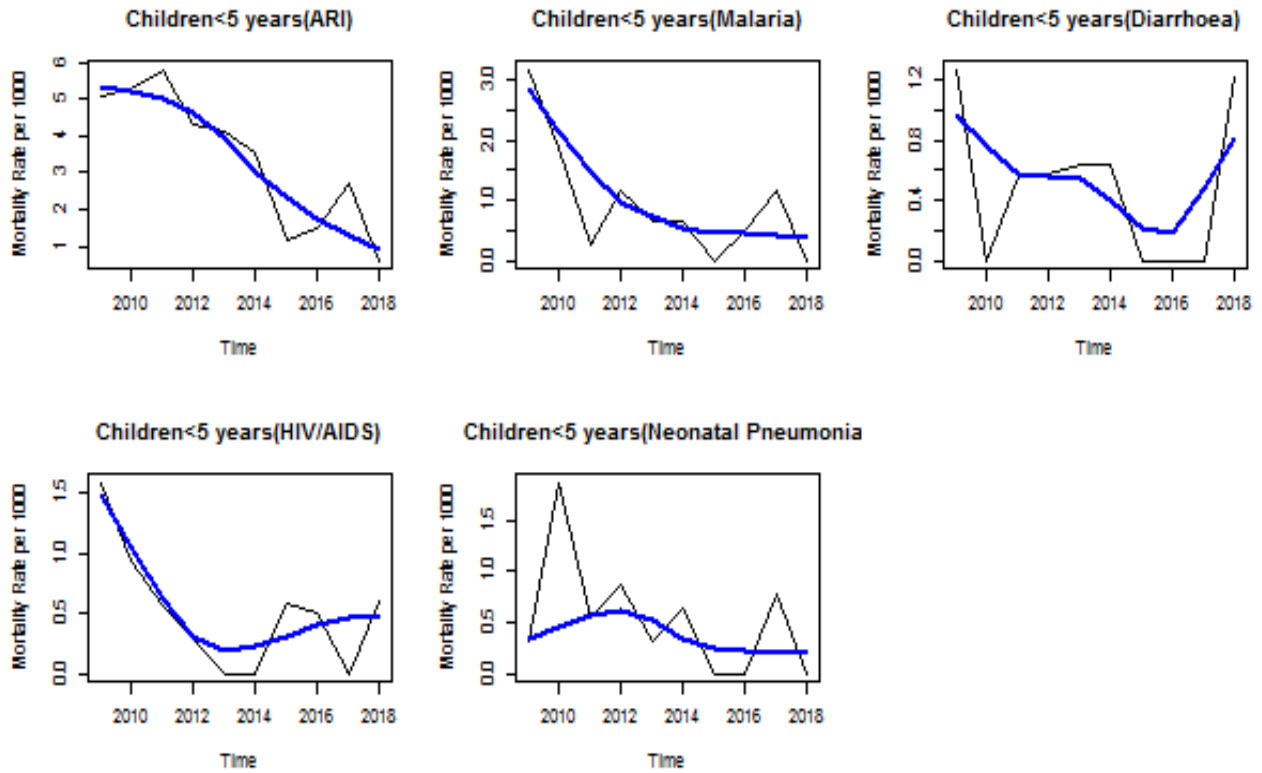 Children<5 years(ARI)
Mortality Rate per 1000
6
5
4
3
2
1
2010 2012 2014 2016 2018
Time
Children<5 years(Malaria)
Mortality Rate per 1000
3.0
2.0
1.0
0.0
2010 2012 2014 2016 2018
Time
Children<5 years(Diarrhoea)
Mortality Rate per 1000
1.2
0.8
0.4
0.0
2010 2012 2014 2016 2018
Time
Children<5 years(HIV/AIDS)
Mortality Rate per 1000
1.5
1.0
0.5
0.0
2010 2012 2014 2016 2018
Time
Children<5 years(Neonatal Pneumonia
Mortality Rate per 1000
1.5
1.0
0.5
0.0
2010 2012 2014 2016 2018
Time